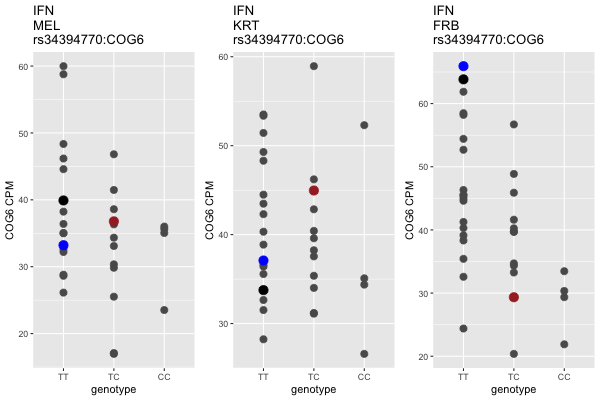 IFN
MEL
rs34394770:COG6
60
50
40
30
20
COG6 CPM
TT
TC
CC
genotype
IFN
KRT
rs34394770:COG6
60
50
40
30
COG6 CPM
TT
TC
CC
genotype
IFN
FRB
rs34394770:COG6
60
50
40
30
20
COG6 CPM
TT
TC
CC
genotype